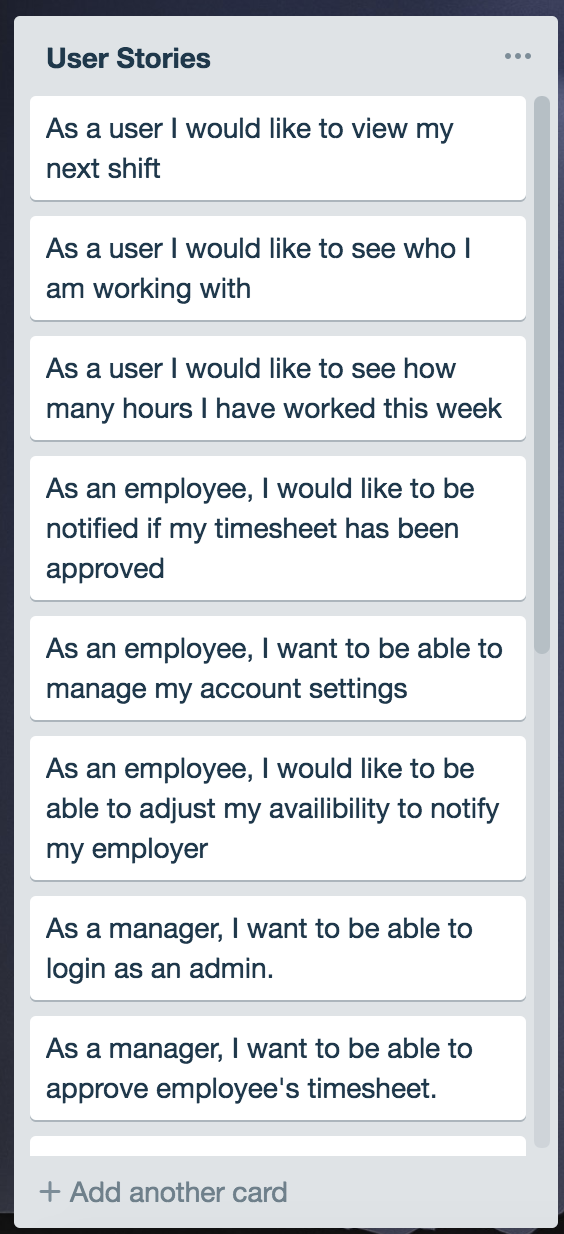 User Stories
As a user I would like to view my
next shift
As a user I would like to see who I
am working with
As a user I would like to see how
many hours I have worked this week
As an employee, I would like to be
notified if my timesheet has been
approved
As an employee, I want to be able to
manage my account settings
As an employee, I would like to be
able to adjust my availibility to notify
my employer
As a manager, I want to be able to
login as an admin.
As a manager, I want to be able to
approve employee's timesheet.
+ Add another card